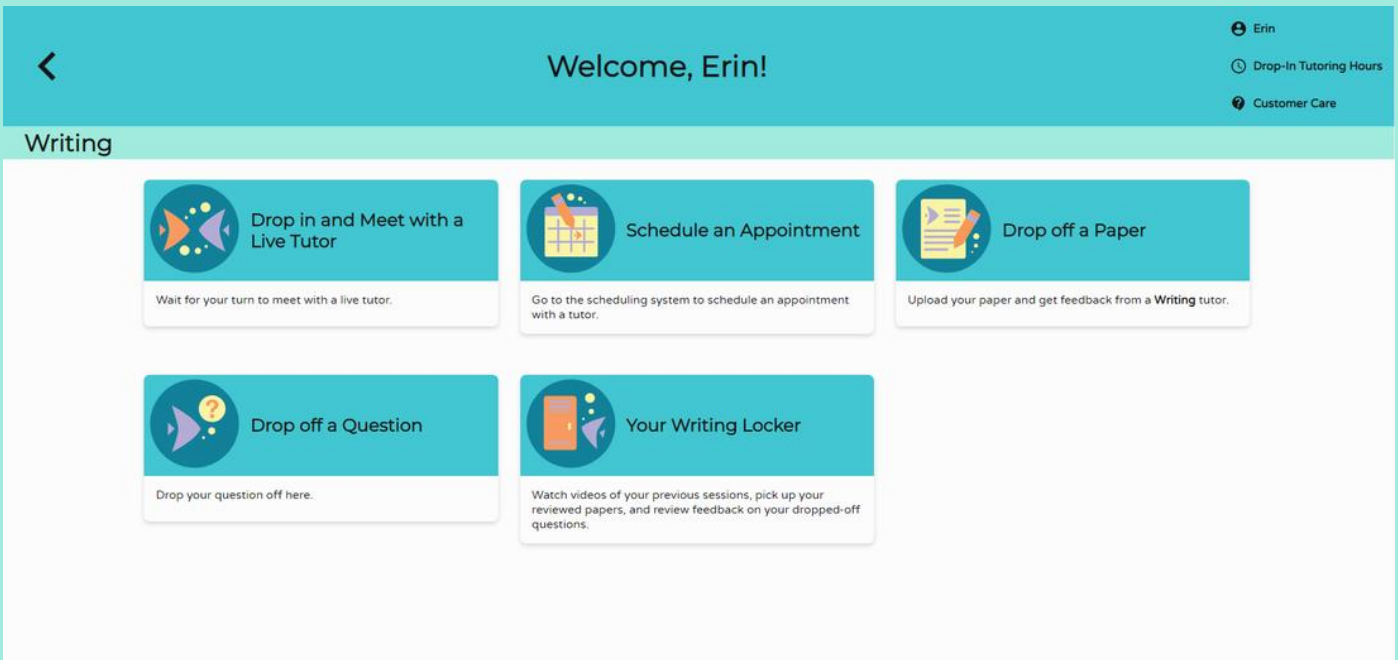 Welcome, Erin!
Erin
Drop-In Tutoring Hours
Customer Care
Writing
Drop in and Meet with a
Live Tutor
Wait for your turn to meet with a live tutor.
Schedule an Appointment
Go to the scheduling system to schedule an appointment
with a tutor.
Drop off a Paper
Upload your paper and get feedback from a Writing tutor.
Drop off a Question
Drop your question off here.
Your Writing Locker
Watch videos of your previous sessions, pick up your
reviewed papers, and review feedback on your dropped-off
questions.